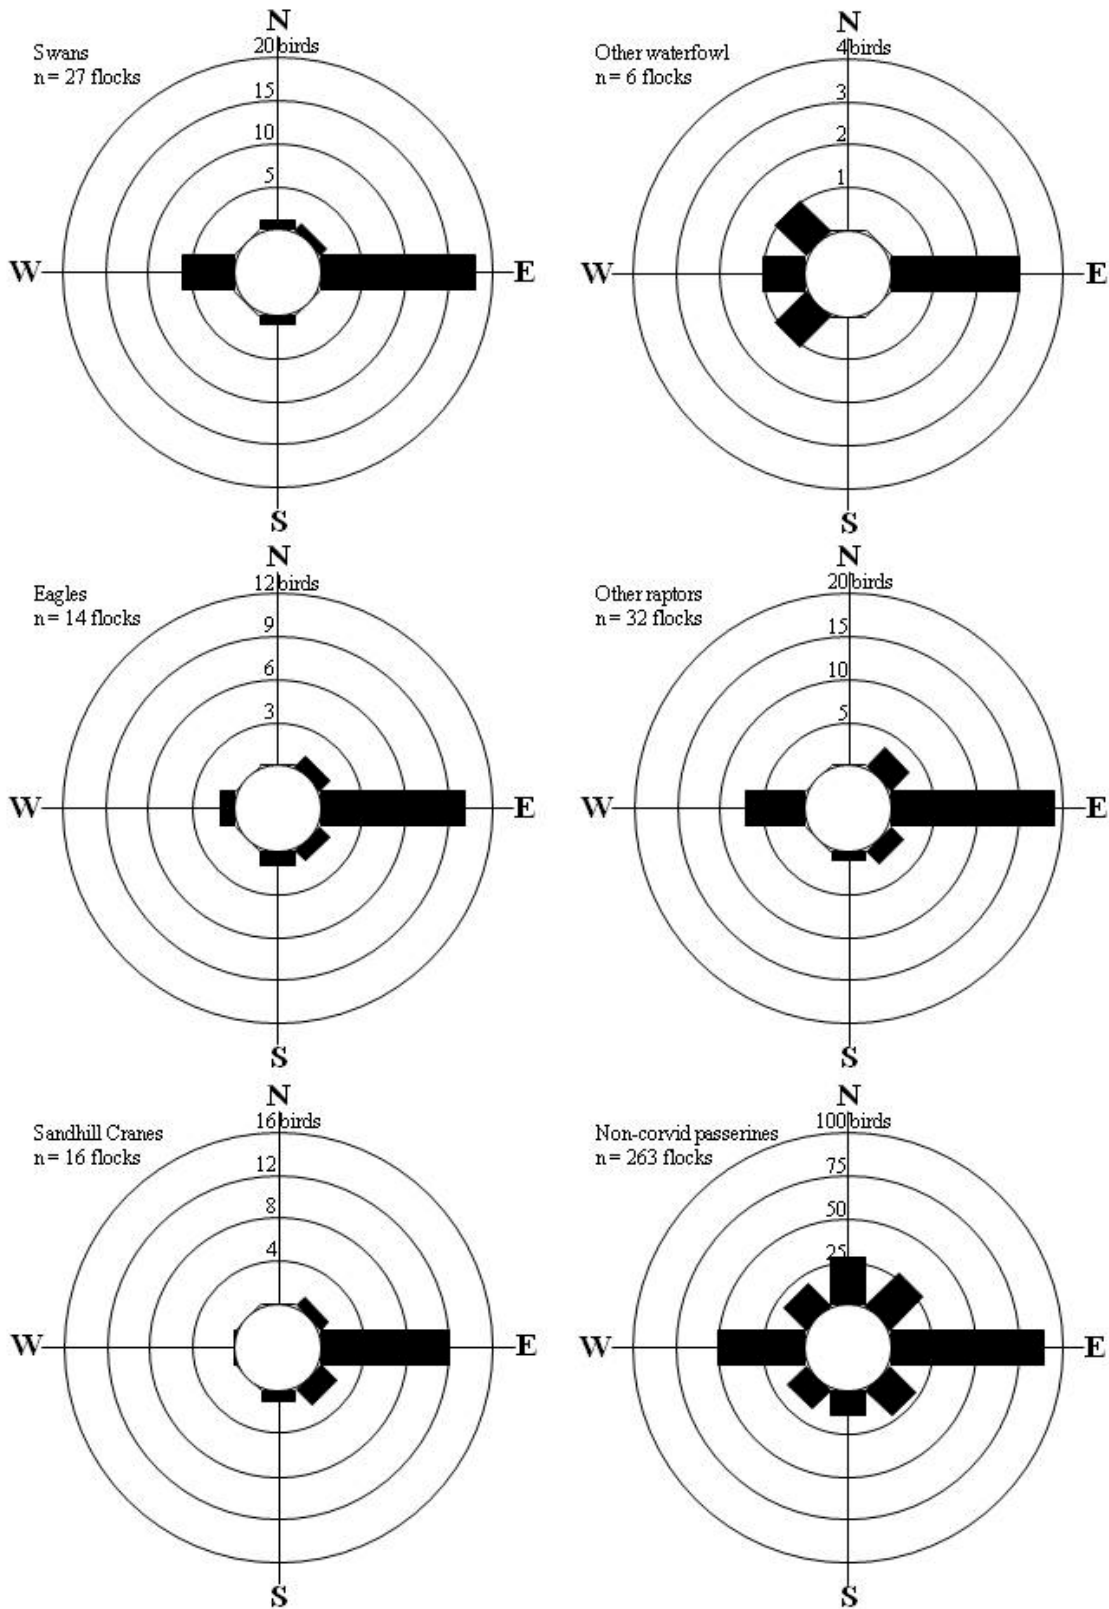 N
20 birds
Swans
n = 27 flocks
15
10
5
W
E
S
N
4 birds
Other waterfowl
n = 6 flocks
3
2
1
W
E
S
N
12 birds
Eagles
n = 14 flocks
9
6
3
W
E
S
N
20 birds
Other raptors
n = 32 flocks
15
10
5
W
E
S
N
16 birds
Sandhill Cranes
n = 16 flocks
12
8
4
W
E
S
N
100 birds
Non-corvid passerines
n = 263 flocks
75
50
25
W
E
S